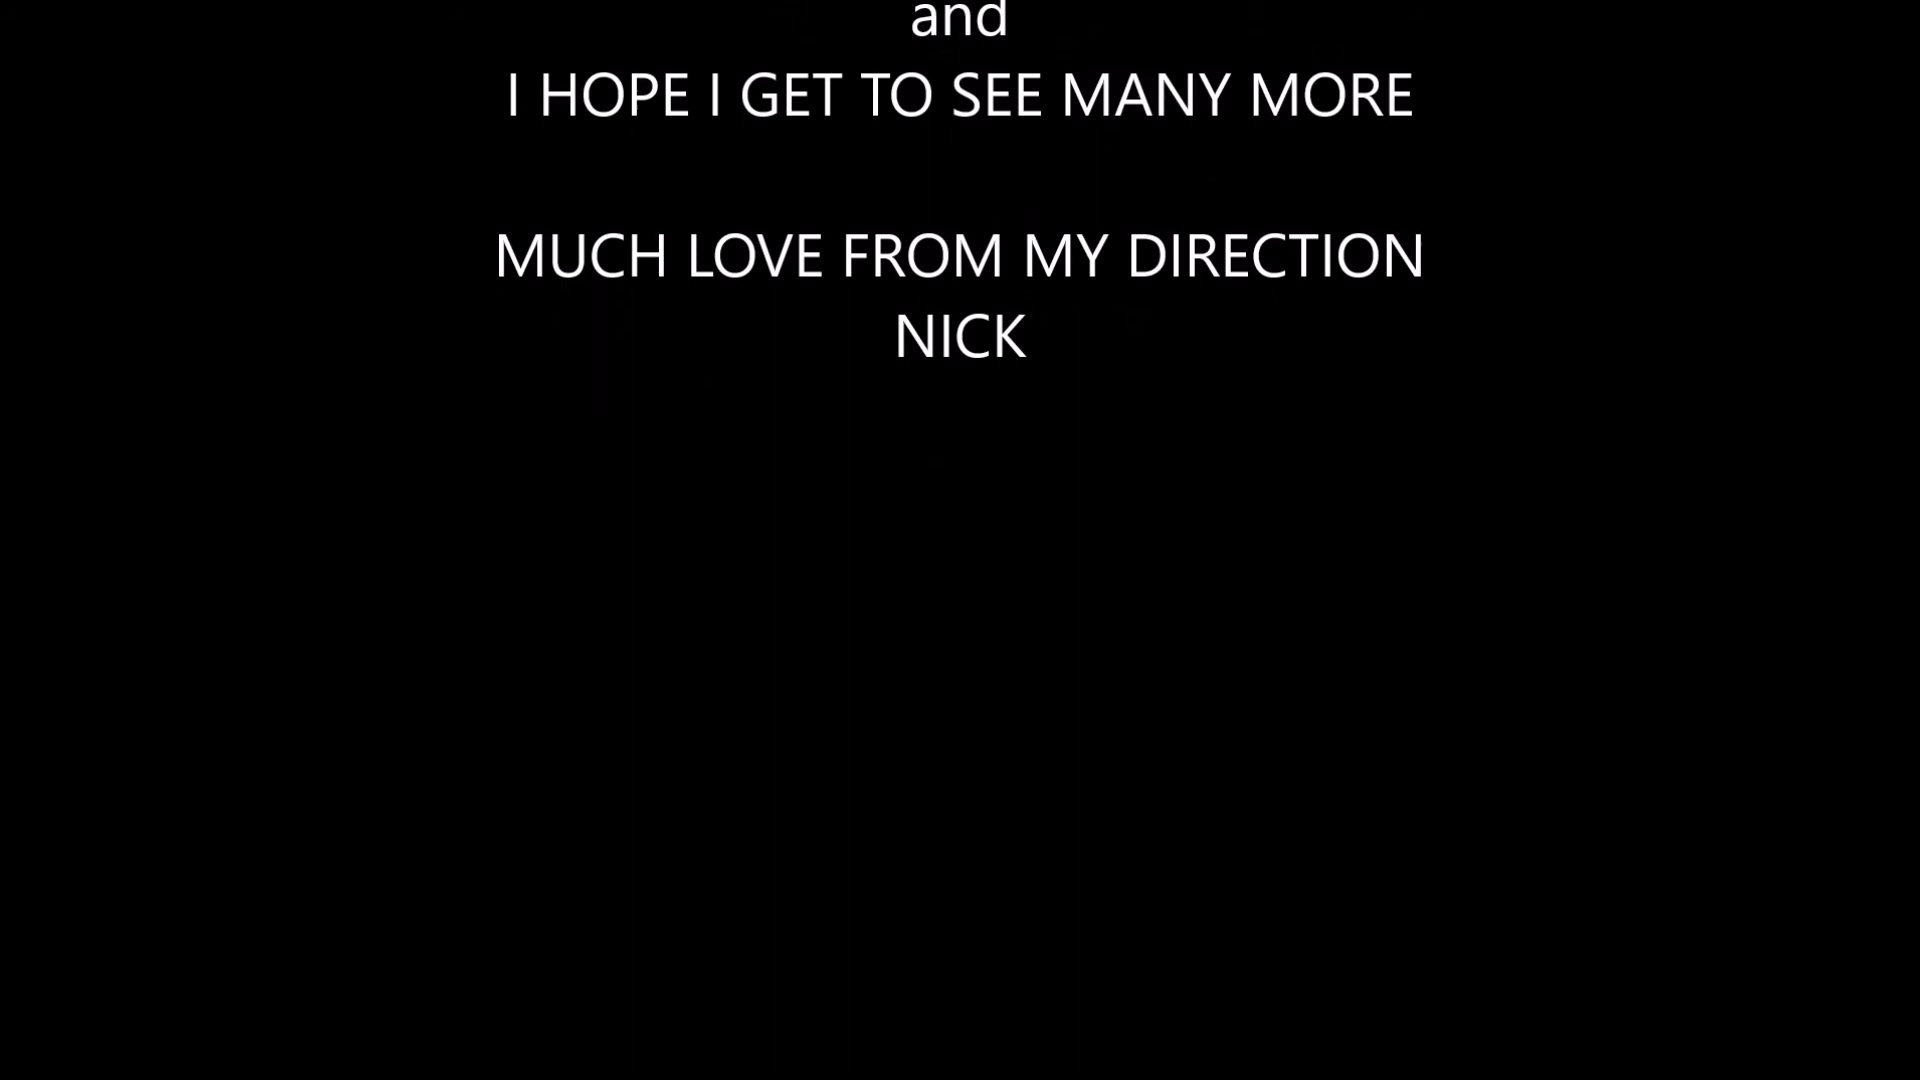 and
I HOPE I GET TO SEE MANY MORE
MUCH LOVE FROM MY DIRECTION
NICK